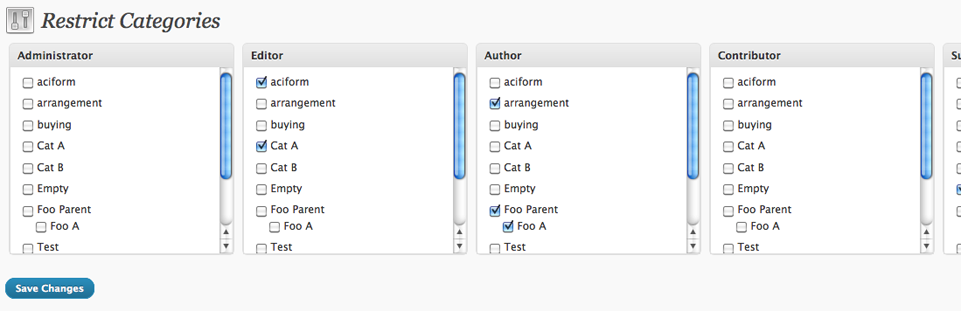 Restrict Categories
Administrator
aciform
arrangement
buying
Cat A
Cat B
Empty
Foo Parent
Foo A
Test
Editor
aciform
arrangement
buying
Cat A
Cat B
Empty
Foo Parent
Foo A
Test
Author
aciform
arrangement
buying
Cat A
Cat B
Empty
Foo Parent
Foo A
Test
Contributor
aciform
arrangement
buying
Cat A
Cat B
Empty
Foo Parent
Foo A
Test
Save Changes